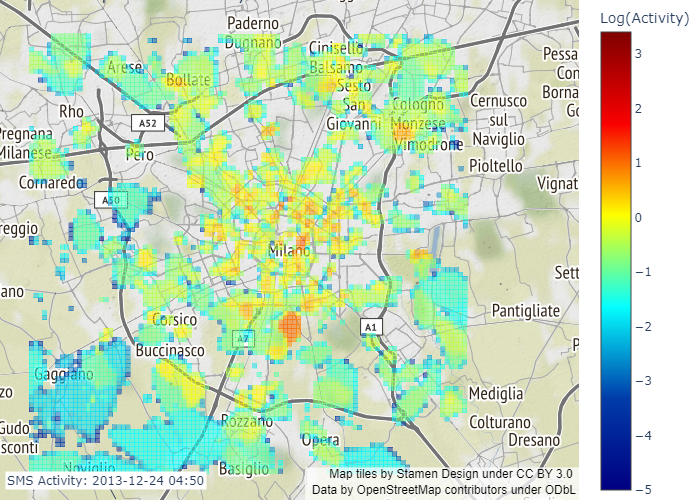 Log(Activity)
3
2
1
0
−1
−2
−3
−4
−5
Paderno
Dugnano
Cinisello
Balsamo
Arese
Bollate
Sesto
San
Giovanni
Cologno
Monzese
Vimodrone
Cernusco
sul
Naviglio
Pioltello
Pessa
Con
Borna
Go
Vignat
Rho
A52
Pregnana
Milanese
Pero
Cornaredo
A50
reggio
Milano
Sett
ano
Pantigliate
Corsico
A7
A1
P
Buccinasco
Gaggiano
zo
Mediglia
Rozzano
Colturano
Gudo
sconti
Opera
Dresano
Noviglio
Basiglio
SMS Activity: 2013-12-24 04:50
Map tiles by Stamen Design under CC BY 3.0
Data by OpenStreetMap contributors under ODbL